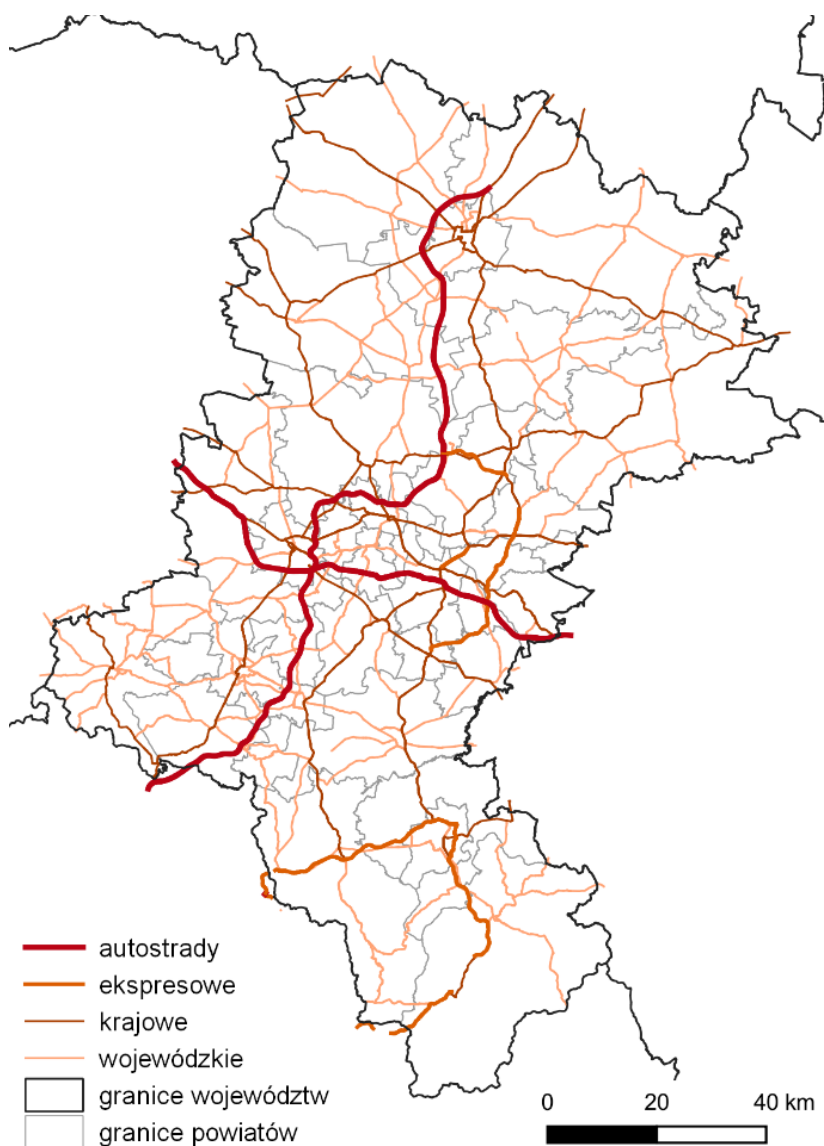 autostrady
ekspresowe
krajowe
wojewódzkie
granice województw
granice powiatów
0 20 40 km